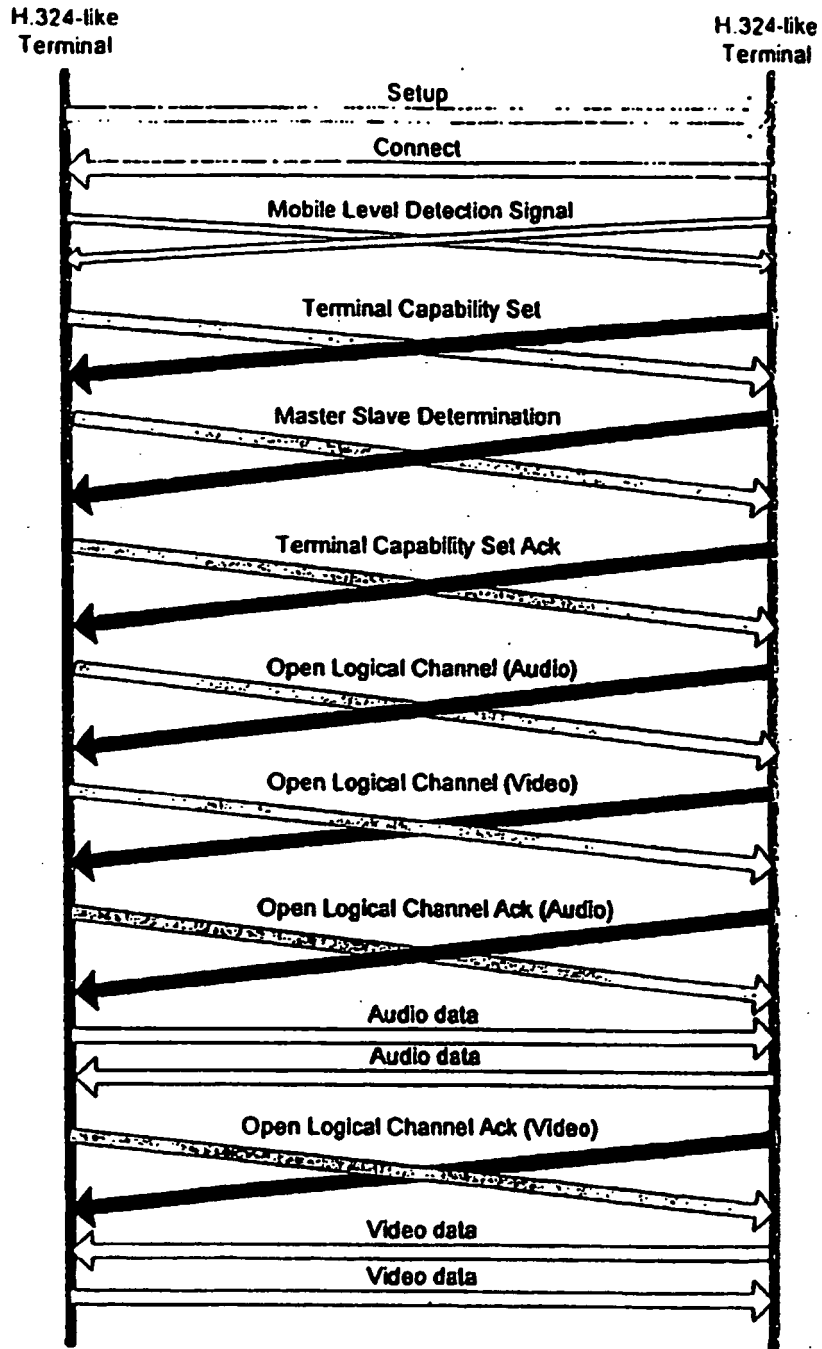 H.324-like
Terminal
H.324-like
Terminal
Setup
Connect
Mobile Level Detection Signal
Terminal Capability Set
Master Slave Determination
Terminal Capability Set Ack
Open Logical Channel (Audio)
Open Logical Channel (Video)
Open Logical Channel Ack (Audio)
Audio data
Audio data
Open Logical Channel Ack (Video)
Video data
Video data